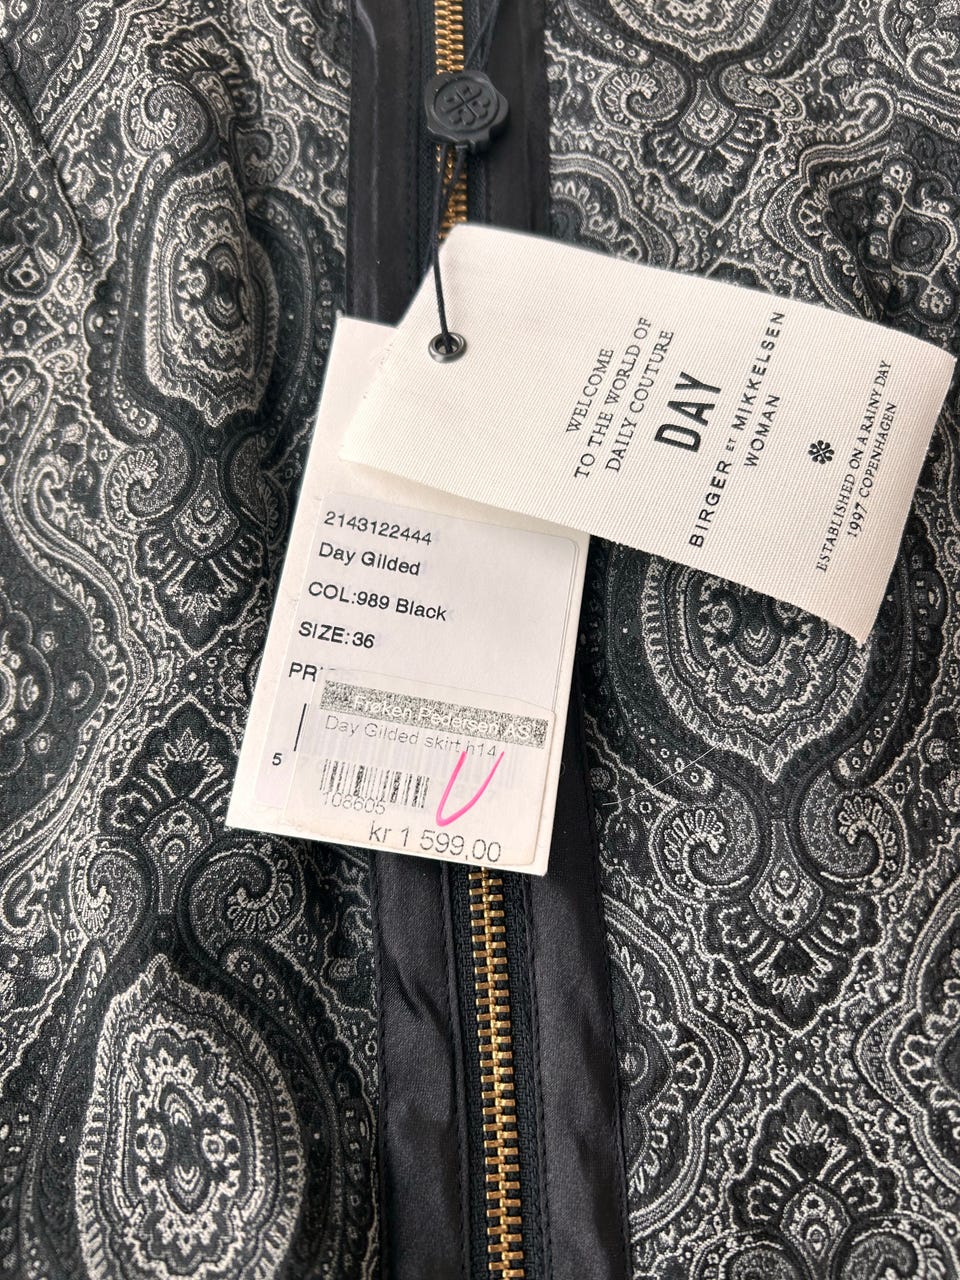 WELCOME
TO THE WORLD OF
DAILY COUTURE
DAY
BIRGER ET MIKKELSEN
WOMAN
ESTABLISHED ON A RAINY DAY
1997 COPENHAGEN
2143122444
Day Gilded
COL:989 Black
SIZE:36
PRI
Frøken Pedersen AS
Day Gilded skirt h14
5
108605
kr 1 599,00